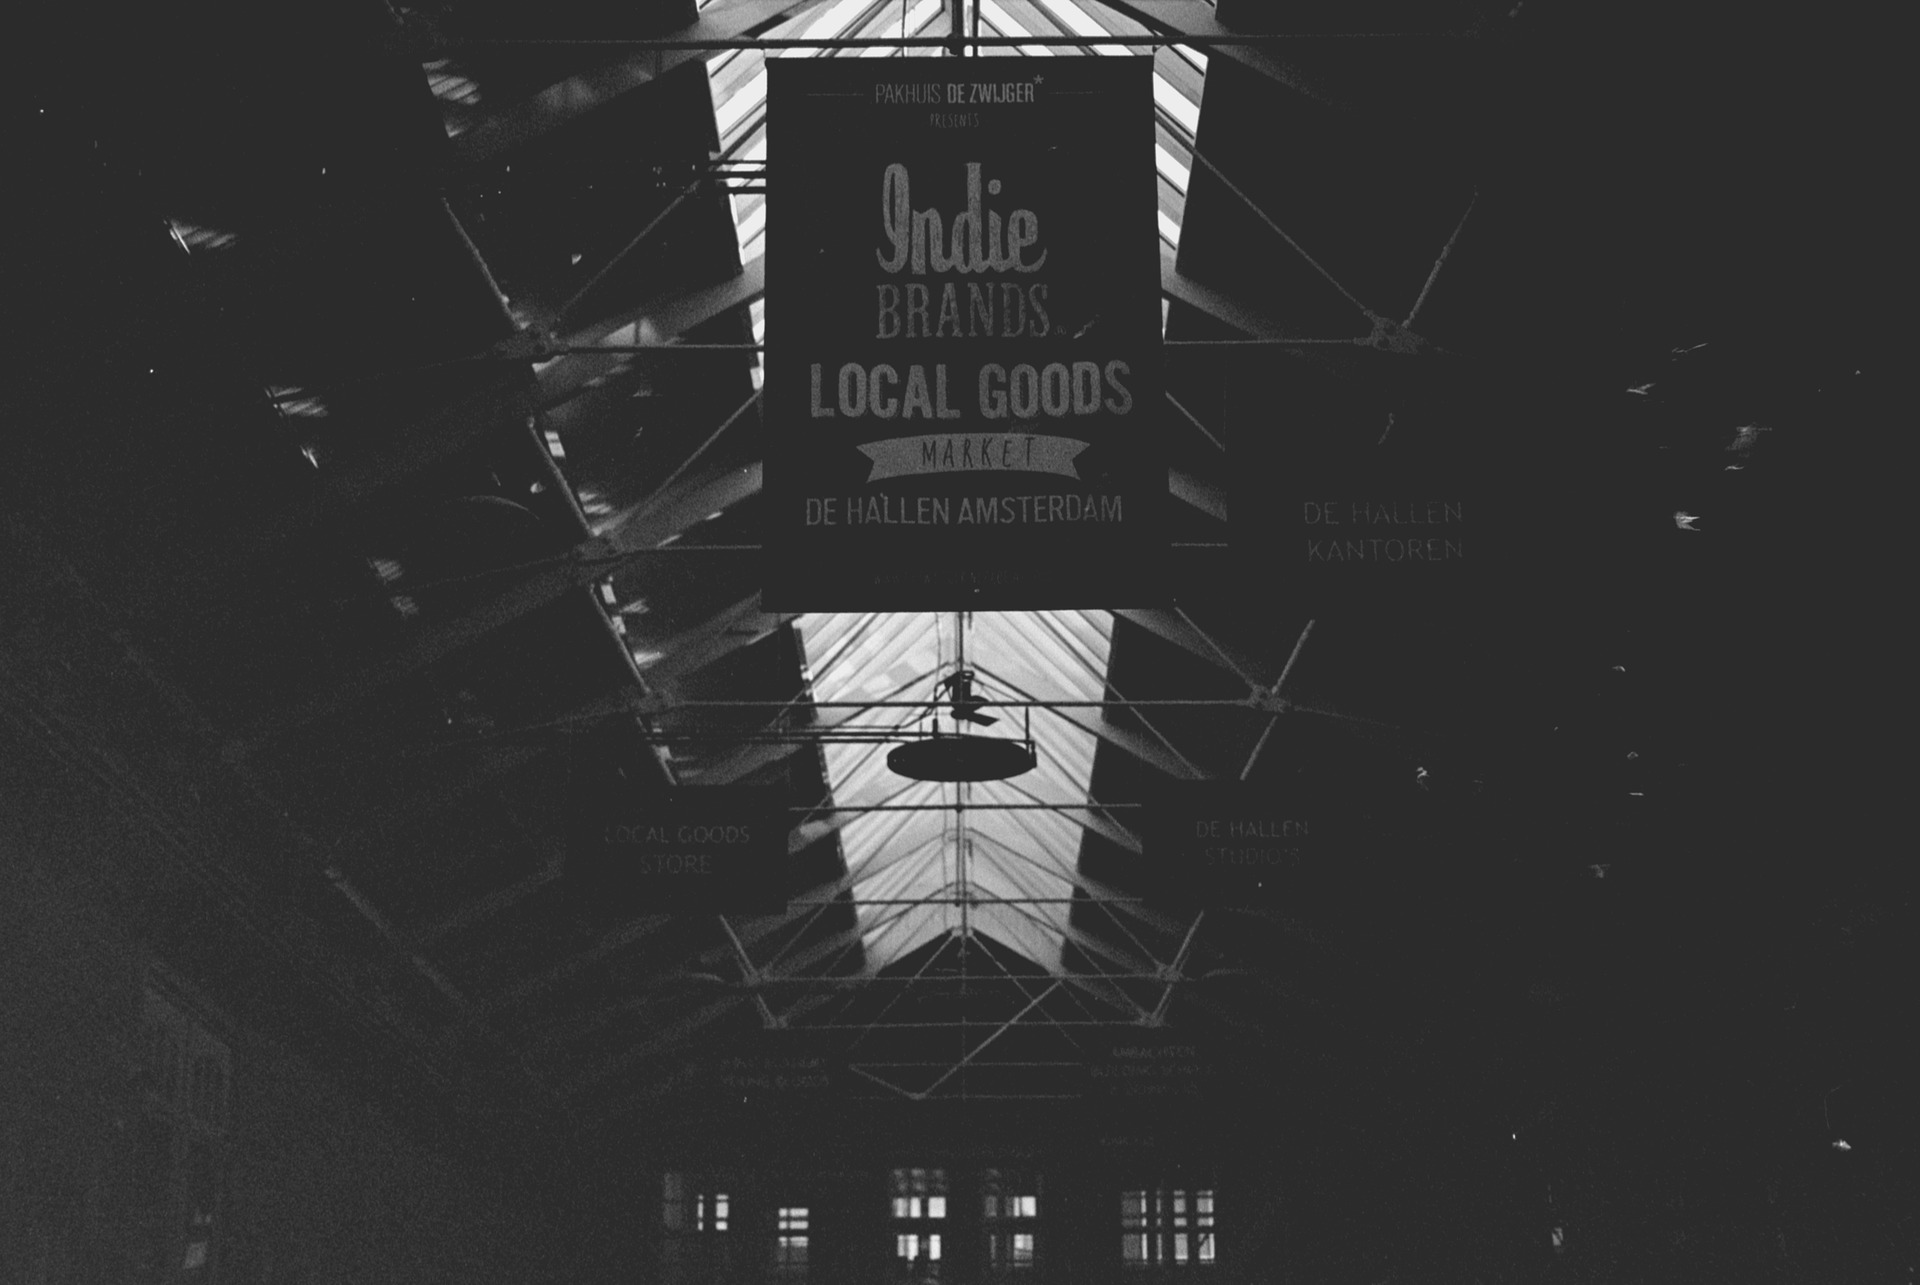 PAKHUIS DE ZWIJGER*
PRESENTS
Indie
BRANDS
LOCAL GOODS
MARKET
DE HALLEN AMSTERDAM
DE HALLEN
KANTOREN
LOCAL GOODS
STORE
DE HALLEN
STUDIO'S